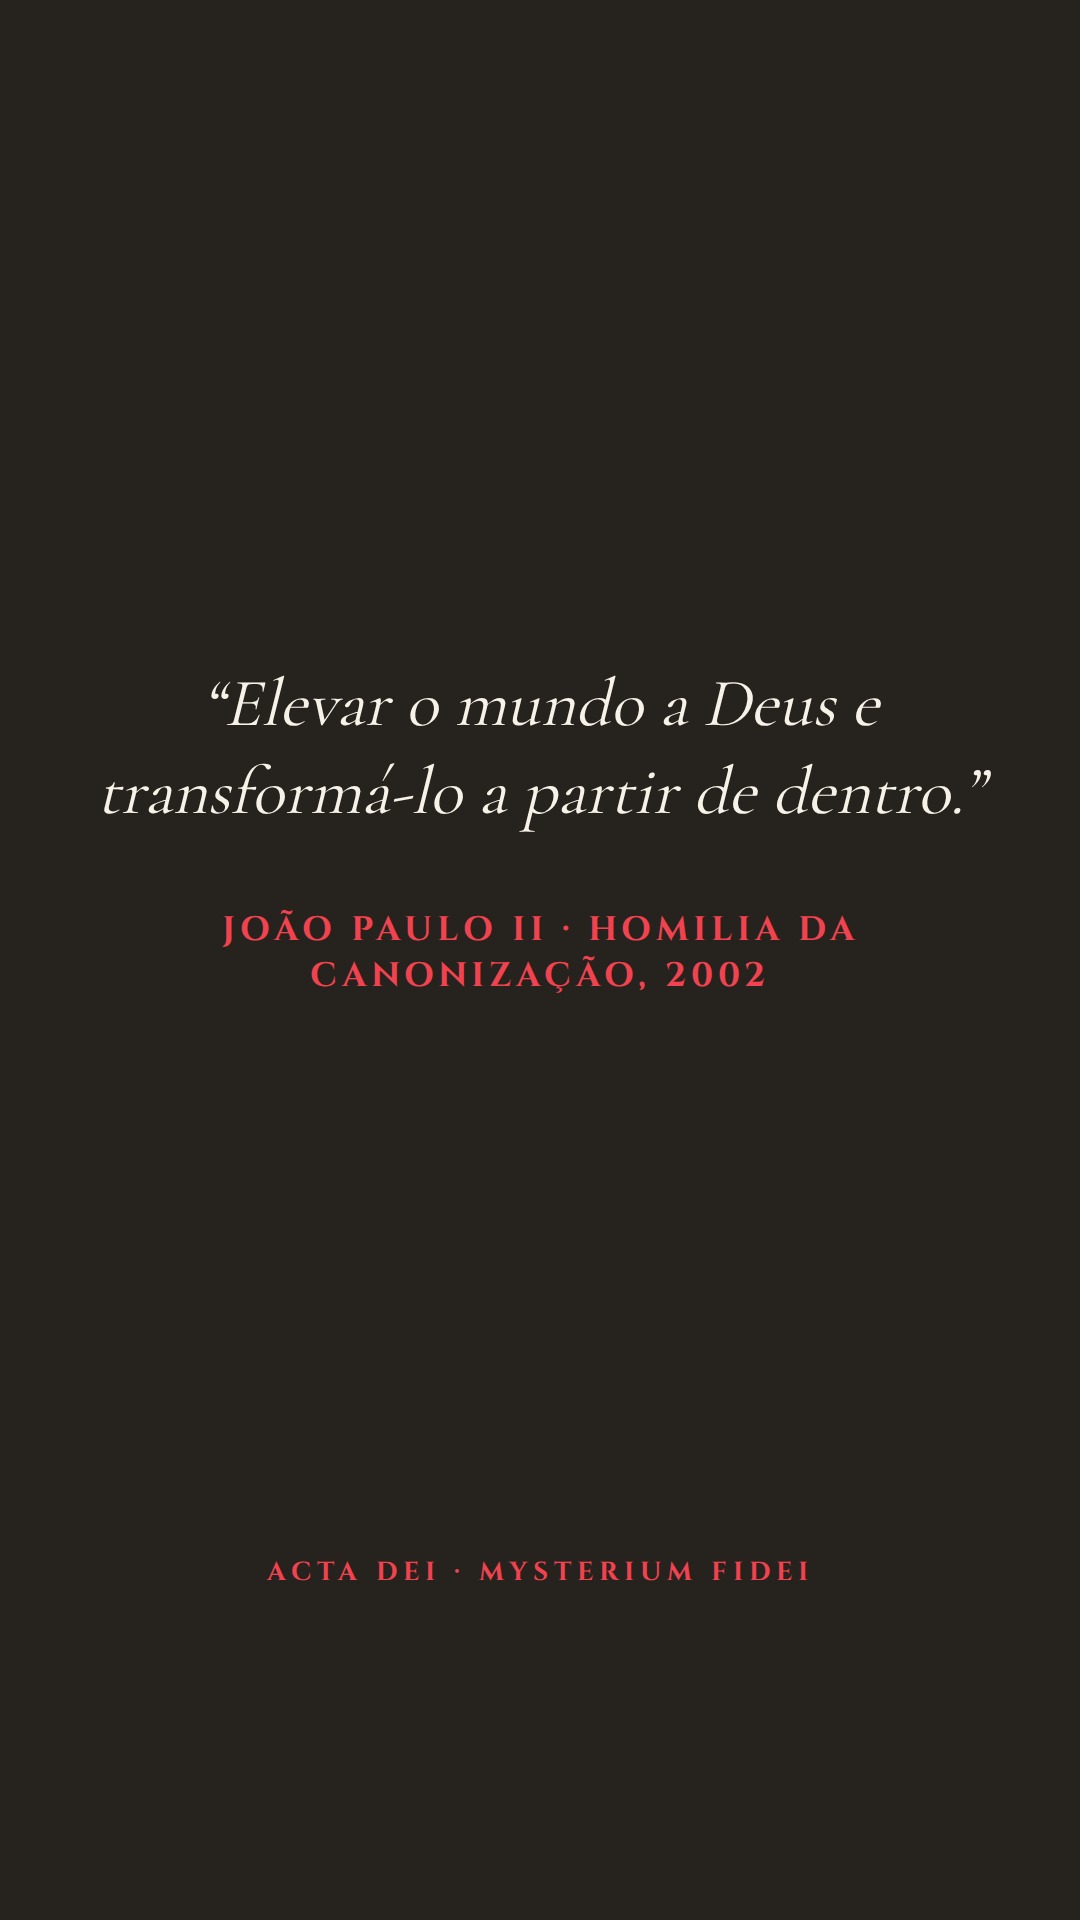 “Elevar o mundo a Deus e
transformá-lo a partir de dentro.”
JOÃO PAULO II · HOMILIA DA
CANONIZAÇÃO, 2002
ACTA DEI · MYSTERIUM FIDEI